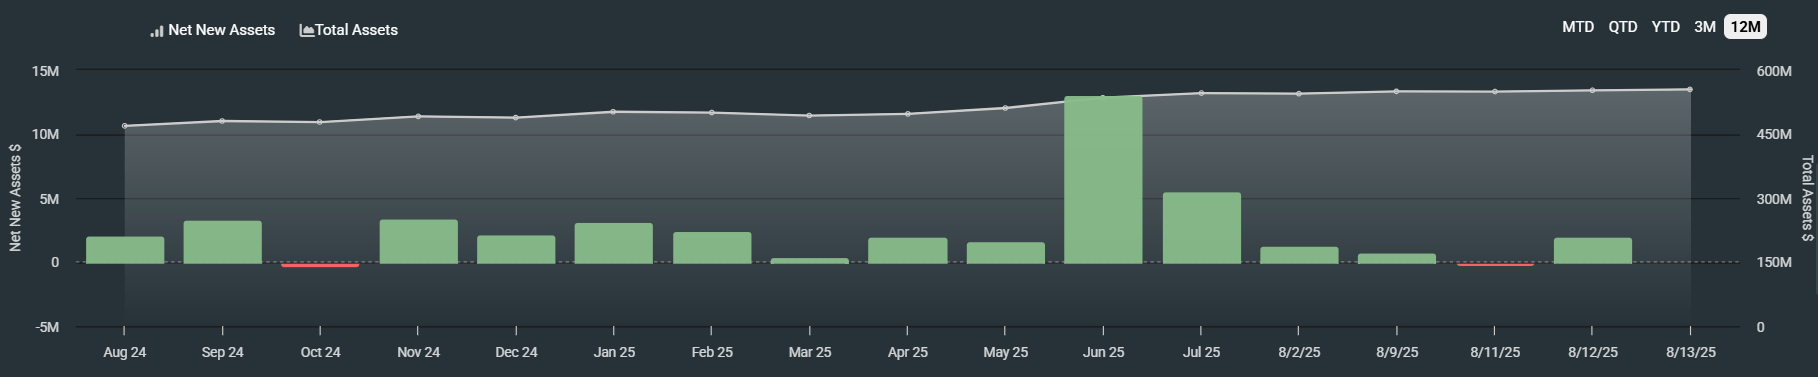 Net New Assets Total Assets
MTD QTD YTD 3M 12M
15M 600M
10M 450M
5M 300M
0 150M
-5M 0
Net New Assets $
Total Assets $
Aug 24 Sep 24 Oct 24 Nov 24 Dec 24 Jan 25 Feb 25 Mar 25 Apr 25 May 25 Jun 25 Jul 25 8/2/25 8/9/25 8/11/25 8/12/25 8/13/25